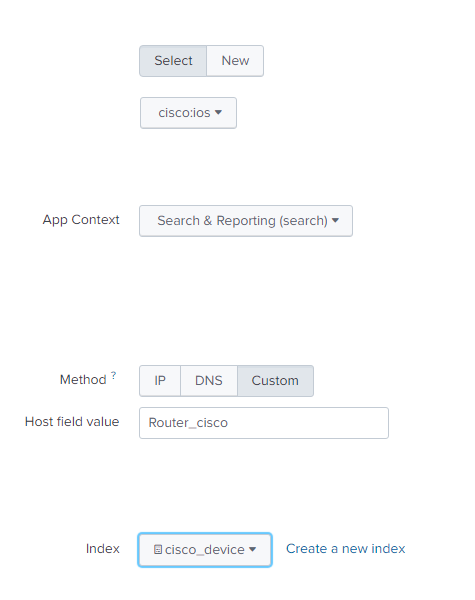 Select New
cisco:ios
App Context Search & Reporting (search)
Method ? IP DNS Custom
Host field value Router_cisco
Index cisco_device Create a new index